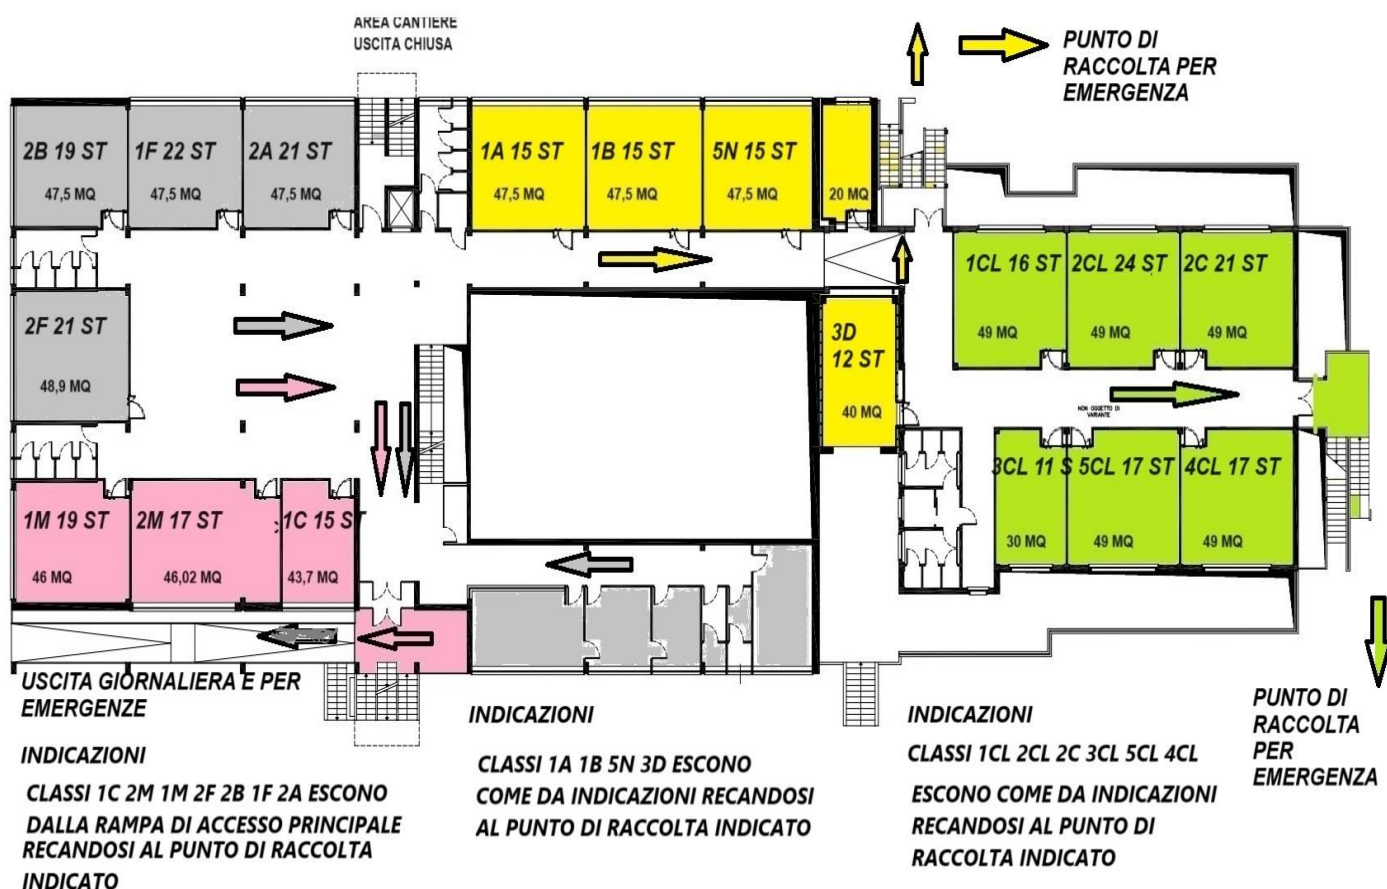 AREA CANTIERE
USCITA CHIUSA
PUNTO DI
RACCOLTA PER
EMERGENZA
2B 19 ST
47,5 MQ
1F 22 ST
47,5 MQ
2A 21 ST
47,5 MQ
1A 15 ST
47,5 MQ
1B 15 ST
47,5 MQ
5N 15 ST
47,5 MQ
20 MQ
1CL 16 ST
49 MQ
2CL 24 ST
49 MQ
2C 21 ST
49 MQ
2F 21 ST
48,9 MQ
3D
12 ST
40 MQ
NON OGGETTO DI
VARIANTE
3CL 11 S
30 MQ
5CL 17 ST
49 MQ
4CL 17 ST
49 MQ
1M 19 ST
46 MQ
2M 17 ST
46,02 MQ
1C 15 ST
43,7 MQ
USCITA GIORNALIERA E PER
EMERGENZE
INDICAZIONI
CLASSI 1C 2M 1M 2F 2B 1F 2A ESCONO
DALLA RAMPA DI ACCESSO PRINCIPALE
RECANDOSI AL PUNTO DI RACCOLTA
INDICATO
INDICAZIONI
CLASSI 1A 1B 5N 3D ESCONO
COME DA INDICAZIONI RECANDOSI
AL PUNTO DI RACCOLTA INDICATO
INDICAZIONI
CLASSI 1CL 2CL 2C 3CL 5CL 4CL
ESCONO COME DA INDICAZIONI
RECANDOSI AL PUNTO DI
RACCOLTA INDICATO
PUNTO DI
RACCOLTA
PER
EMERGENZA